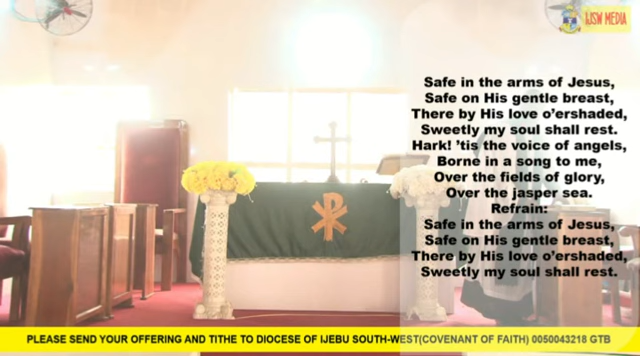 IJSW MEDIA
Safe in the arms of Jesus,
Safe on His gentle breast,
There by His love o’ershaded,
Sweetly my soul shall rest.
Hark! ’tis the voice of angels,
Borne in a song to me,
Over the fields of glory,
Over the jasper sea.
Refrain:
Safe in the arms of Jesus,
Safe on His gentle breast,
There by His love o’ershaded,
Sweetly my soul shall rest.
PLEASE SEND YOUR OFFERING AND TITHE TO DIOCESE OF IJEBU SOUTH-WEST(COVENANT OF FAITH) 0050043218 GTB